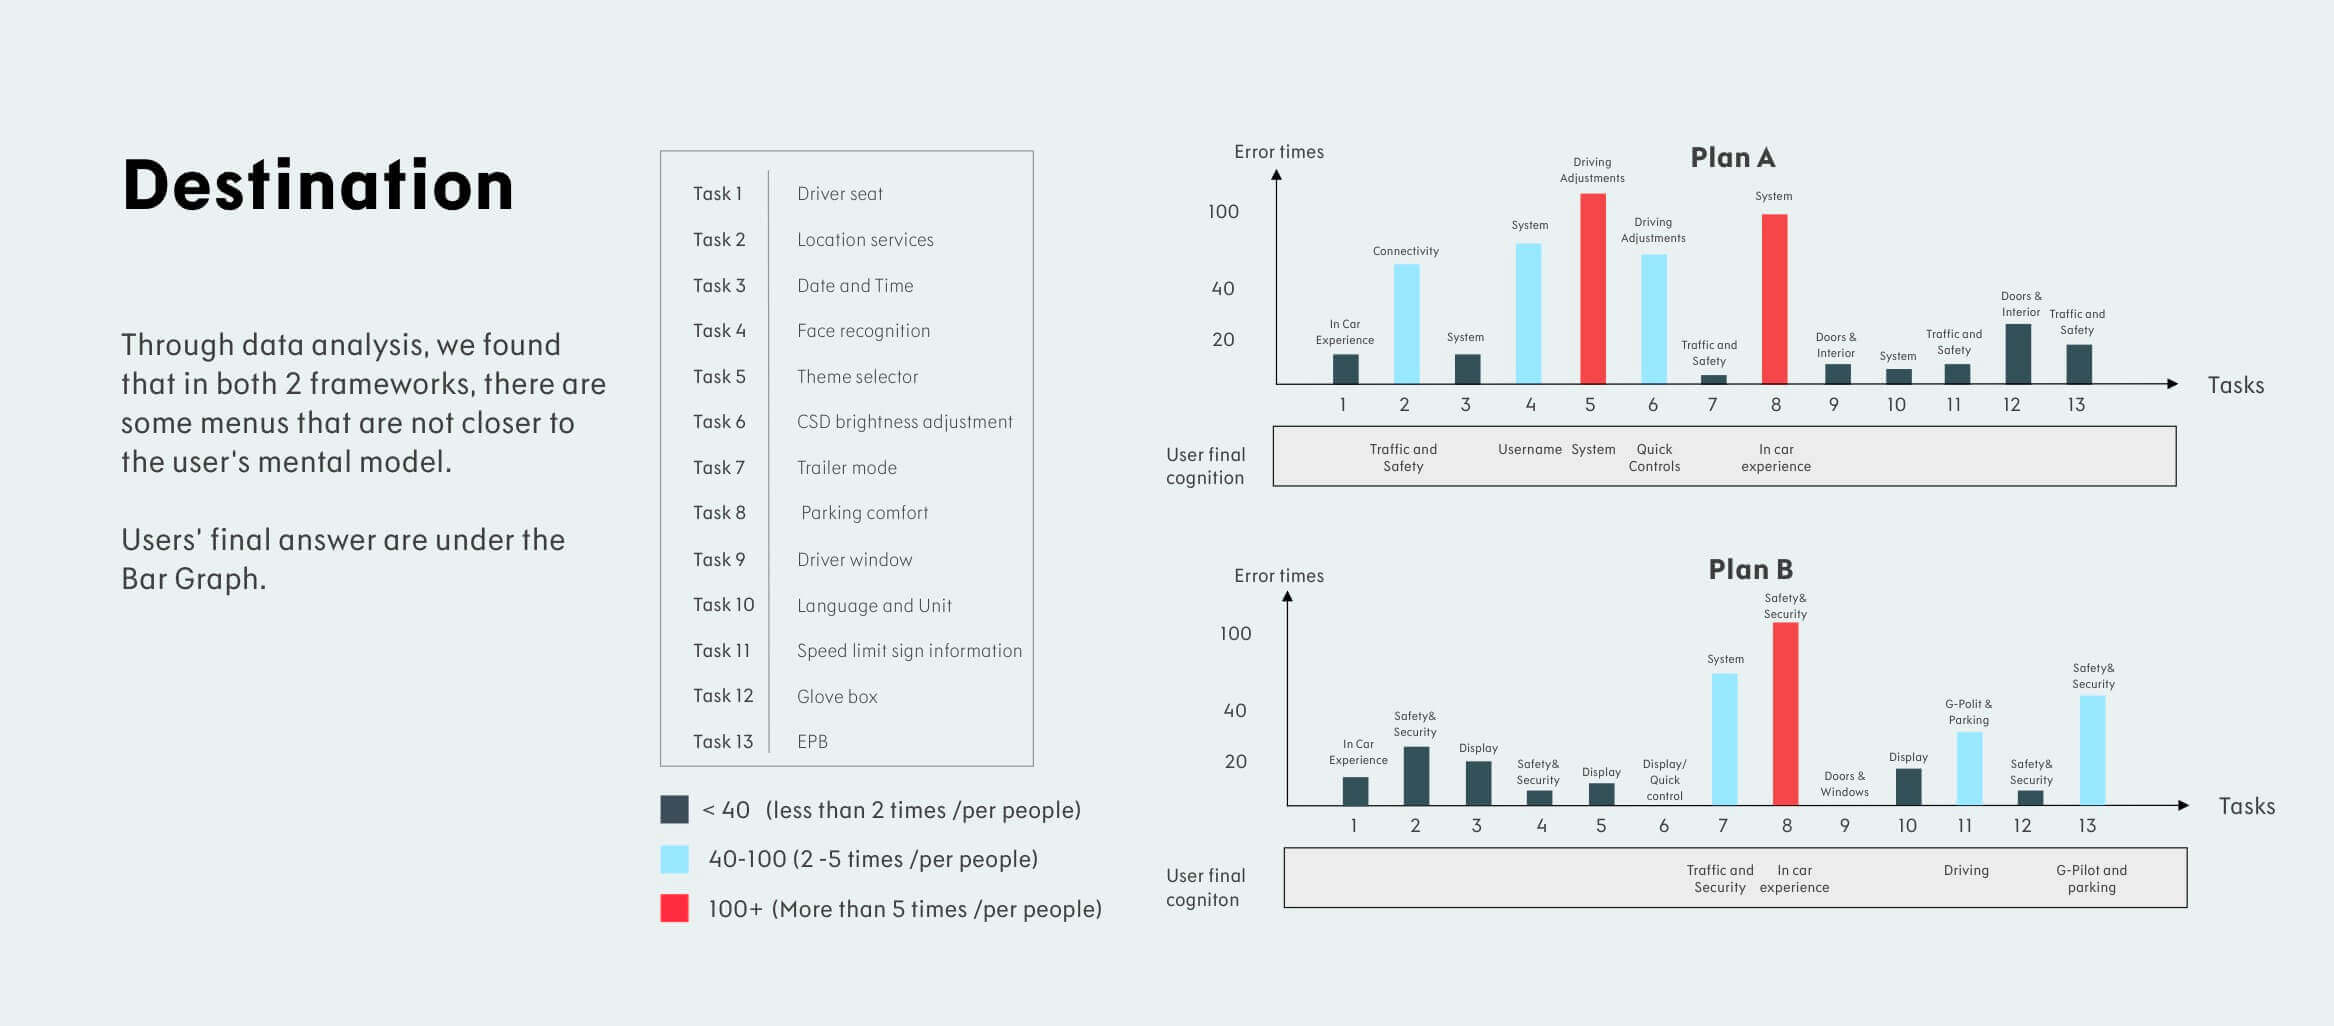 Destination
Through data analysis, we found
that in both 2 frameworks, there are
some menus that are not closer to
the user's mental model.
Users' final answer are under the
Bar Graph.
Task 1 Driver seat
Task 2 Location services
Task 3 Date and Time
Task 4 Face recognition
Task 5 Theme selector
Task 6 CSD brightness adjustment
Task 7 Trailer mode
Task 8 Parking comfort
Task 9 Driver window
Task 10 Language and Unit
Task 11 Speed limit sign information
Task 12 Glove box
Task 13 EPB
< 40 (less than 2 times /per people)
40-100 (2 -5 times /per people)
100+ (More than 5 times /per people)
Plan A
Error times
100
40
20
In Car
Experience
Connectivity
System
System
Driving
Adjustments
Driving
Adjustments
Traffic and
Safety
System
Doors &
Interior
System
Traffic and
Safety
Doors &
Interior
Traffic and
Safety
Tasks
1 2 3 4 5 6 7 8 9 10 11 12 13
User final
cognition
Traffic and
Safety
Username
System
Quick
Controls
In car
experience
Plan B
Error times
100
40
20
In Car
Experience
Safety&
Security
Display
Safety&
Security
Display
Display/
Quick
control
System
Safety&
Security
Doors &
Windows
Display
G-Polit &
Parking
Safety&
Security
Safety&
Security
Tasks
1 2 3 4 5 6 7 8 9 10 11 12 13
User final
cogniton
Traffic and
Security
In car
experience
Driving
G-Pilot and
parking